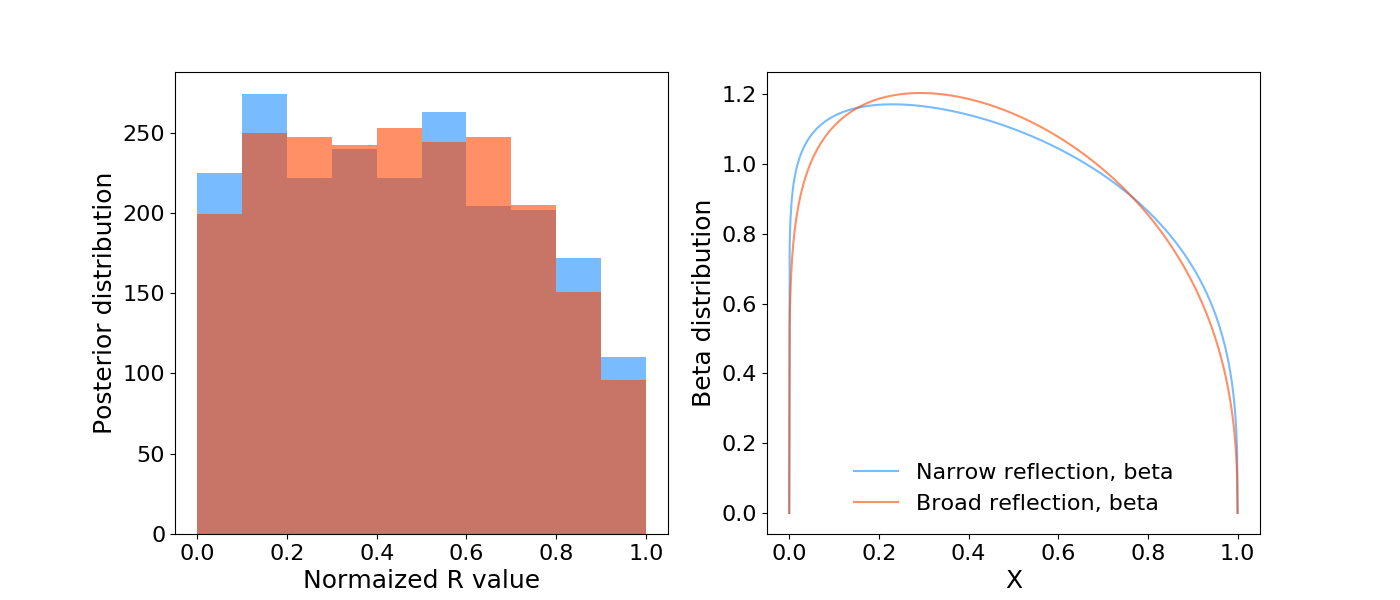 Posterior distribution
250
200
150
100
50
0
0.0 0.2 0.4 0.6 0.8 1.0
Normaized R value
Beta distribution
1.2
1.0
0.8
0.6
0.4
0.2
0.0
Narrow reflection, beta
Broad reflection, beta
0.0 0.2 0.4 0.6 0.8 1.0
X